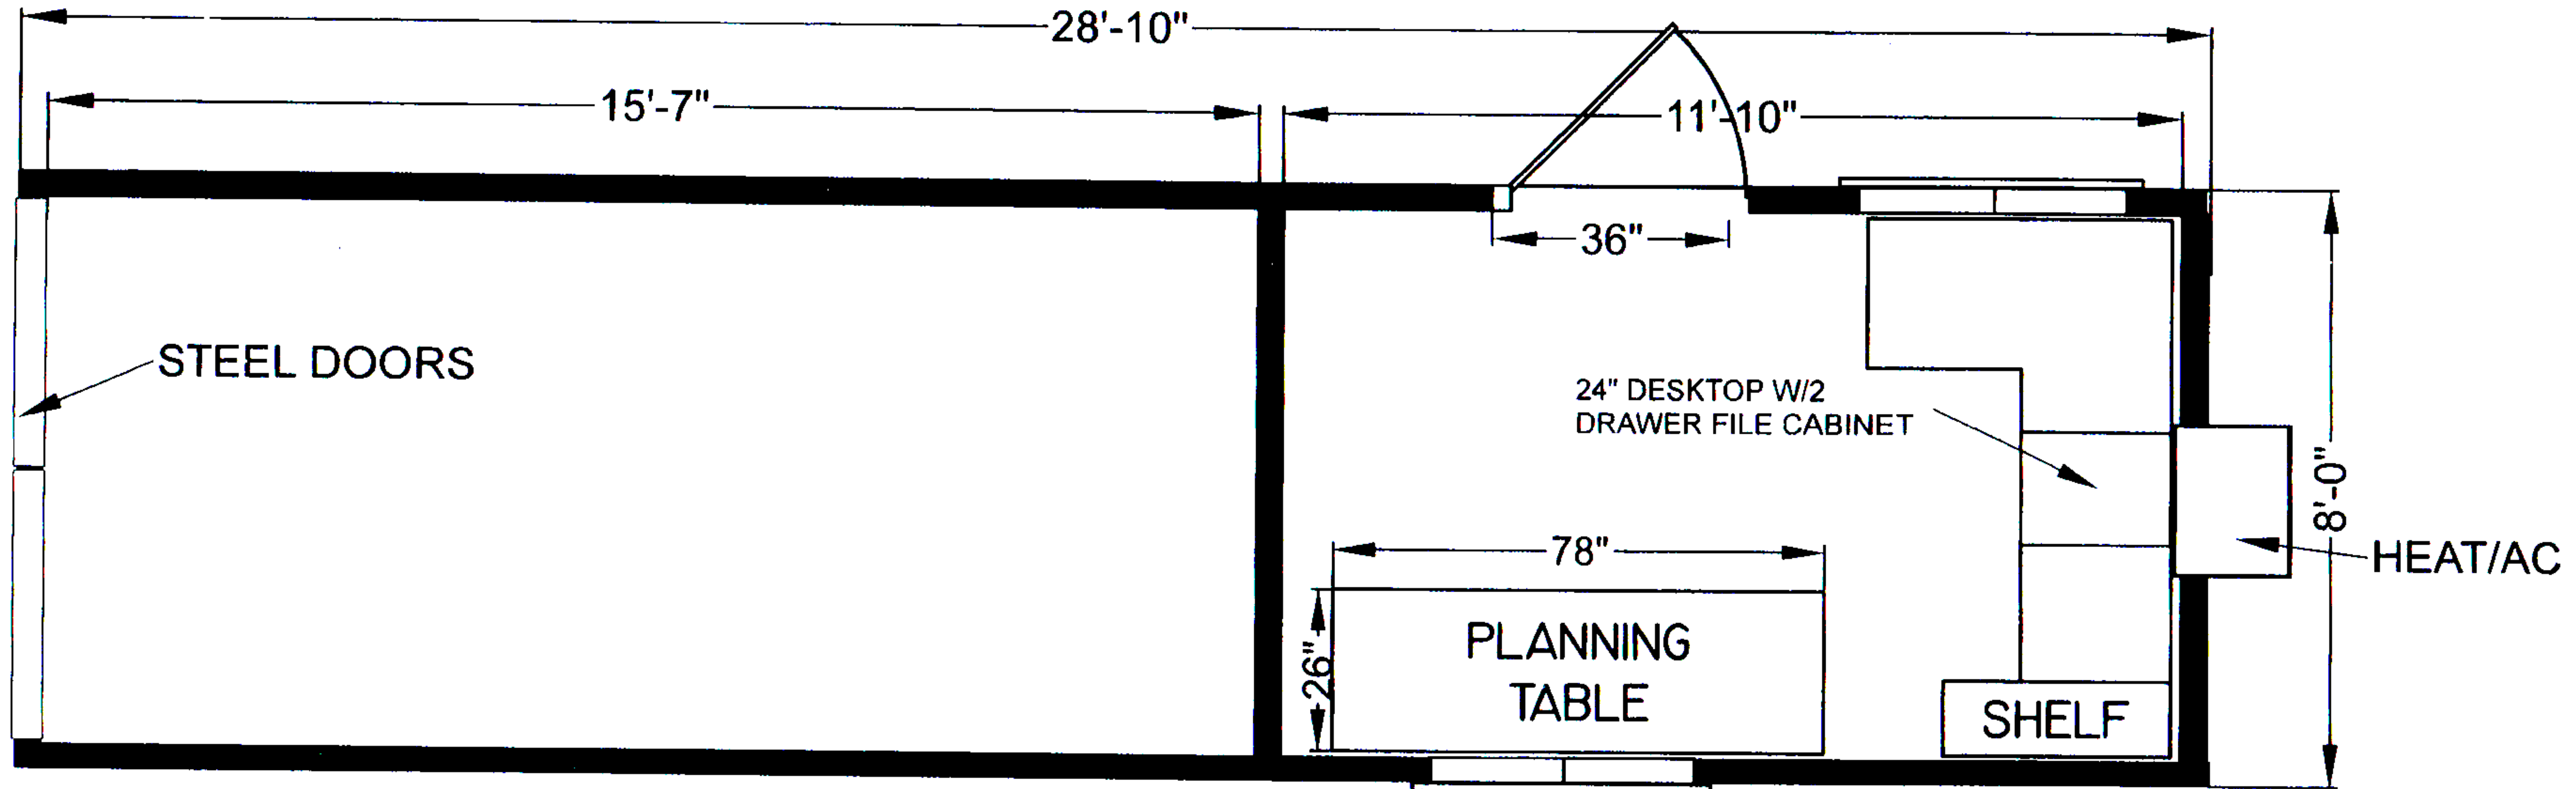 28'-10"
15'-7"
11'-10"
36"
STEEL DOORS
24" DESKTOP W/2
DRAWER FILE CABINET
8'-0"
HEAT/AC
78"
26"
PLANNING
TABLE
SHELF